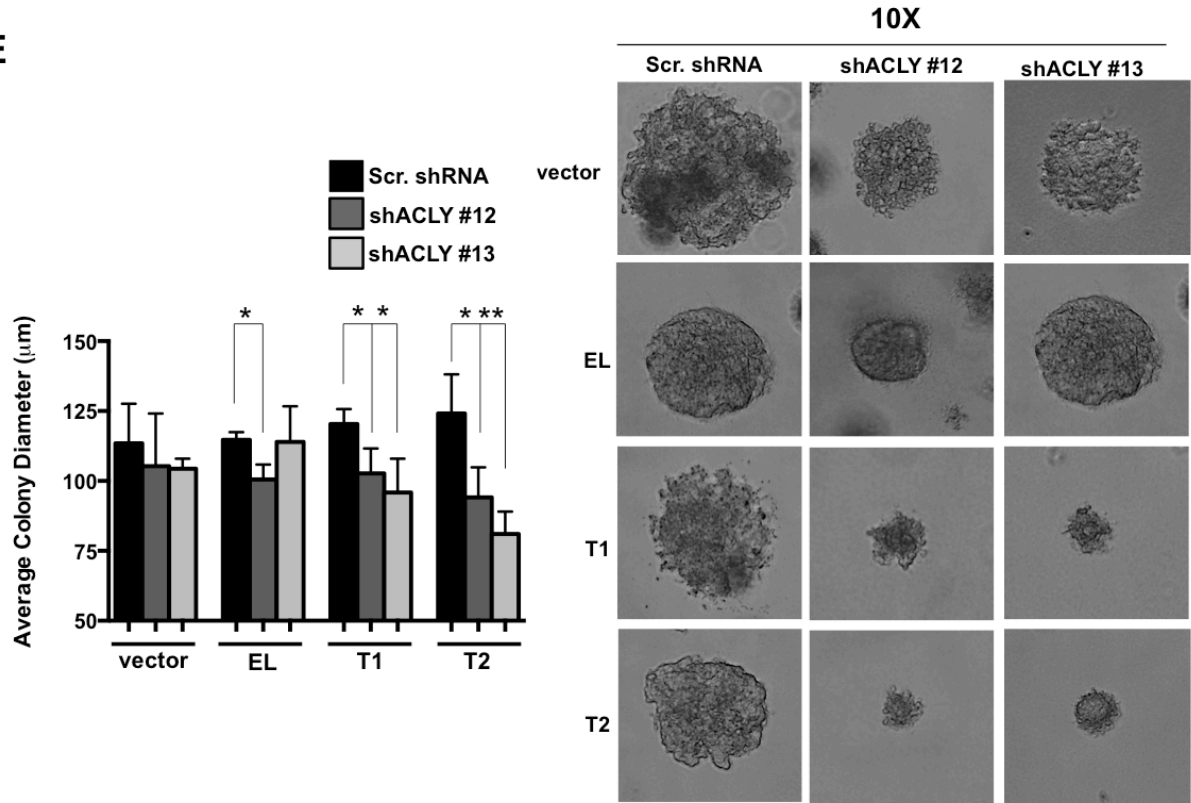 E
10X
Scr. shRNA shACLY #12 shACLY #13
vector
EL
T1
T2
Scr. shRNA
shACLY #12
shACLY #13
* * * * **
Average Colony Diameter (μm)
150
125
100
75
50
vector EL T1 T2